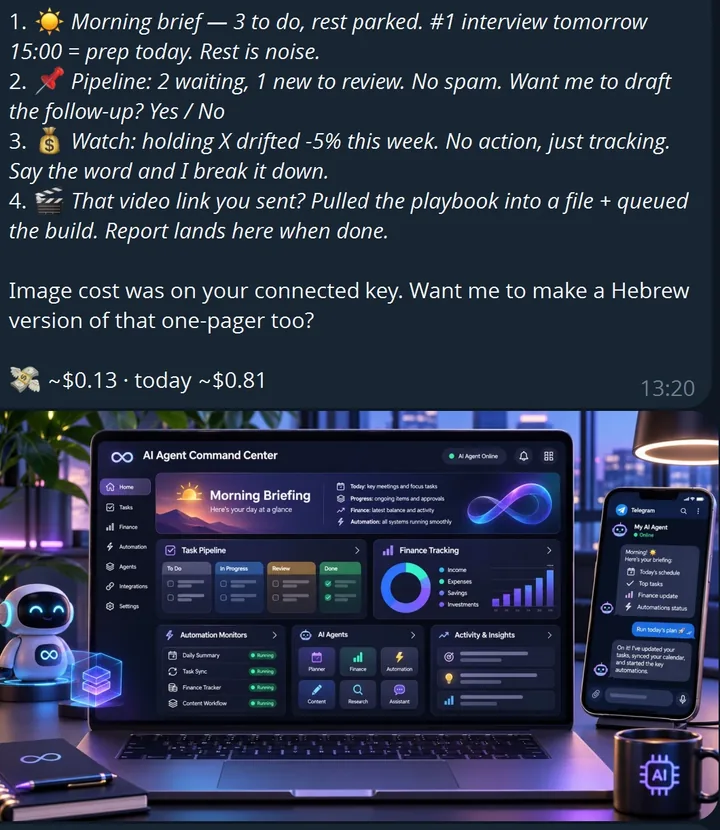 1. ☀️ Morning brief — 3 to do, rest parked. #1 interview tomorrow
15:00 = prep today. Rest is noise.
2. 📌 Pipeline: 2 waiting, 1 new to review. No spam. Want me to draft
the follow-up? Yes / No
3. 💰 Watch: holding X drifted -5% this week. No action, just tracking.
Say the word and I break it down.
4. 🎬 That video link you sent? Pulled the playbook into a file + queued
the build. Report lands here when done.
Image cost was on your connected key. Want me to make a Hebrew
version of that one-pager too?
💸 ~$0.13 · today ~$0.81
13:20
AI Agent Command Center
AI Agent Online
Home
Tasks
Finance
Automation
Agents
Integrations
Settings
Morning Briefing
Here's your day at a glance
Today: key meetings and focus tasks
Progress: ongoing items and approvals
Finance: latest balance and activity
Automation: all systems running smoothly
Task Pipeline
To Do
In Progress
Review
Done
Finance Tracking
Income
Expenses
Savings
Investments
Automation Monitors
Daily Summary
Running
Task Sync
Running
Finance Tracker
Running
Content Workflow
Running
AI Agents
Planner
Finance
Automation
Content
Research
Assistant
Activity & Insights
Telegram
My AI Agent
Online
Morning! ☀️
Here's your briefing:
Today's schedule
Top tasks
Finance update
Automations status
Run today's plan 🚀
On it! I've updated your
tasks, synced your calendar,
and started the key
automations.
AI